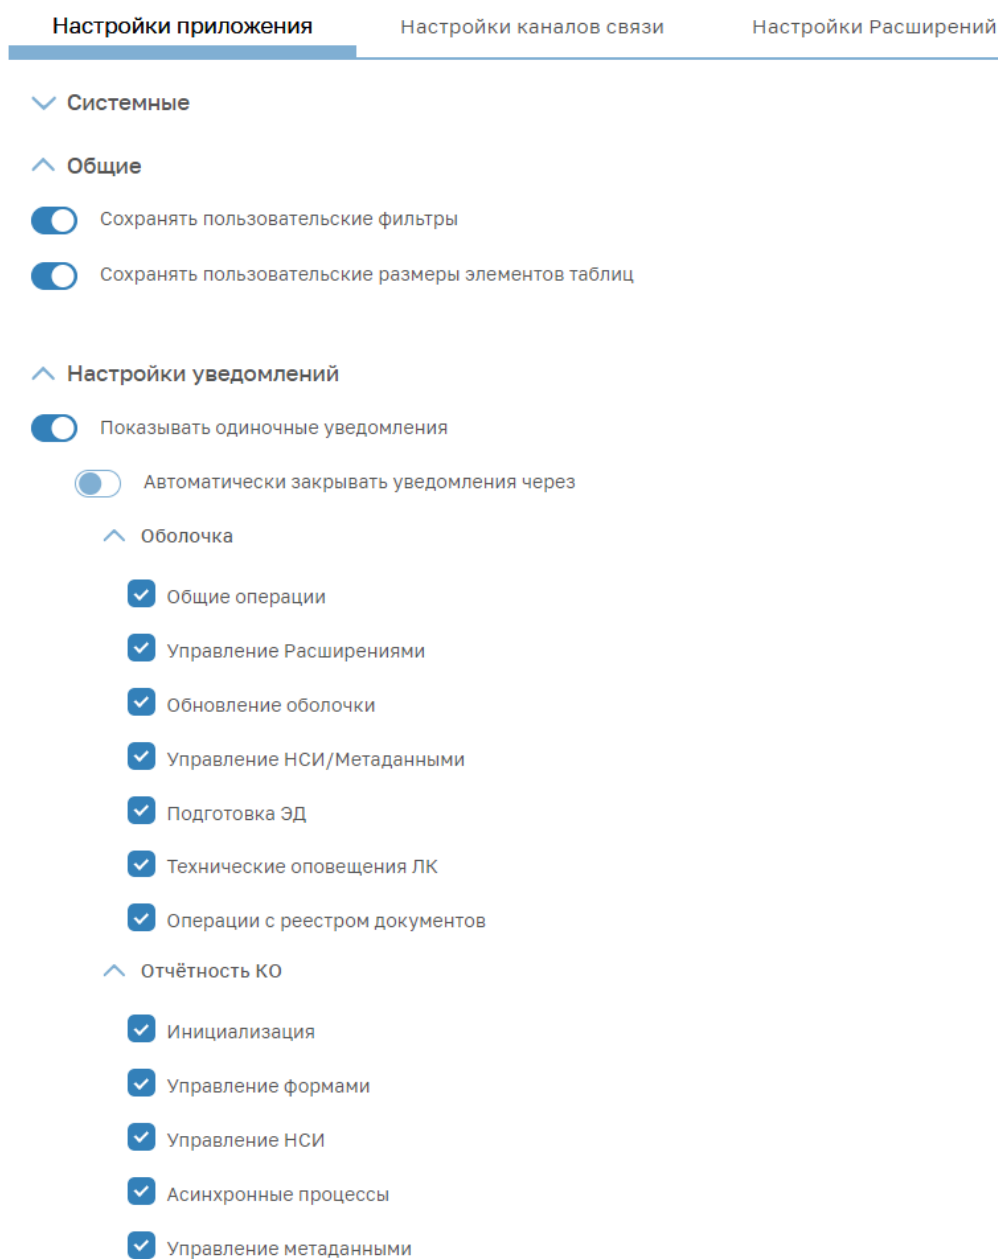 Настройки приложения Настройки каналов связи Настройки Расширений
Системные
Общие
Сохранять пользовательские фильтры
Сохранять пользовательские размеры элементов таблиц
Настройки уведомлений
Показывать одиночные уведомления
Автоматически закрывать уведомления через
Оболочка
Общие операции
Управление Расширениями
Обновление оболочки
Управление НСИ/Метаданными
Подготовка ЭД
Технические оповещения ЛК
Операции с реестром документов
Отчётность КО
Инициализация
Управление формами
Управление НСИ
Асинхронные процессы
Управление метаданными